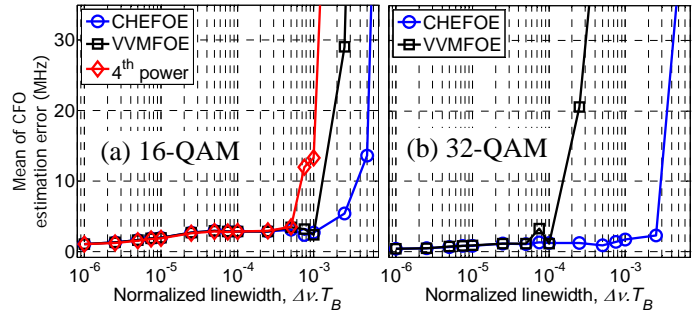 Mean of CFO
estimation error (MHz)
30
20
10
0
CHEFOE
VVMFOE
4th power
(a) 16-QAM
10-6
10-5
10-4
10-3
Normalized linewidth, Δν.TB
CHEFOE
VVMFOE
(b) 32-QAM
10-6
10-5
10-4
10-3
Normalized linewidth, Δν.TB